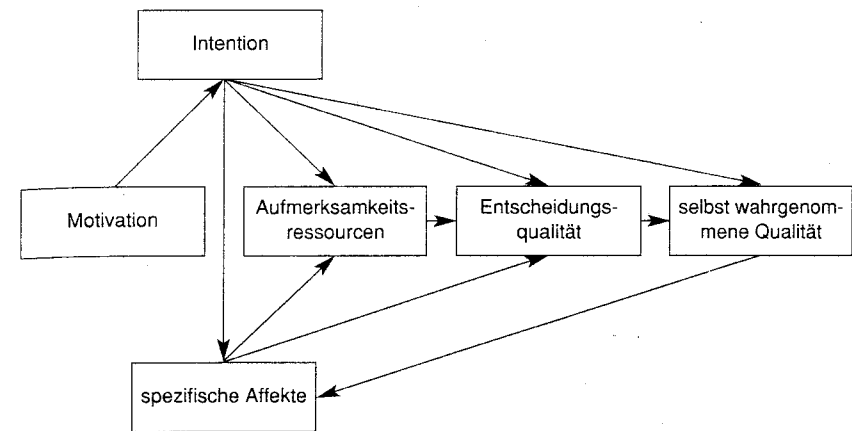 Intention
Motivation
Aufmerksamkeits-
ressourcen
Entscheidungs-
qualität
selbst wahrgenom-
mene Qualität
spezifische Affekte